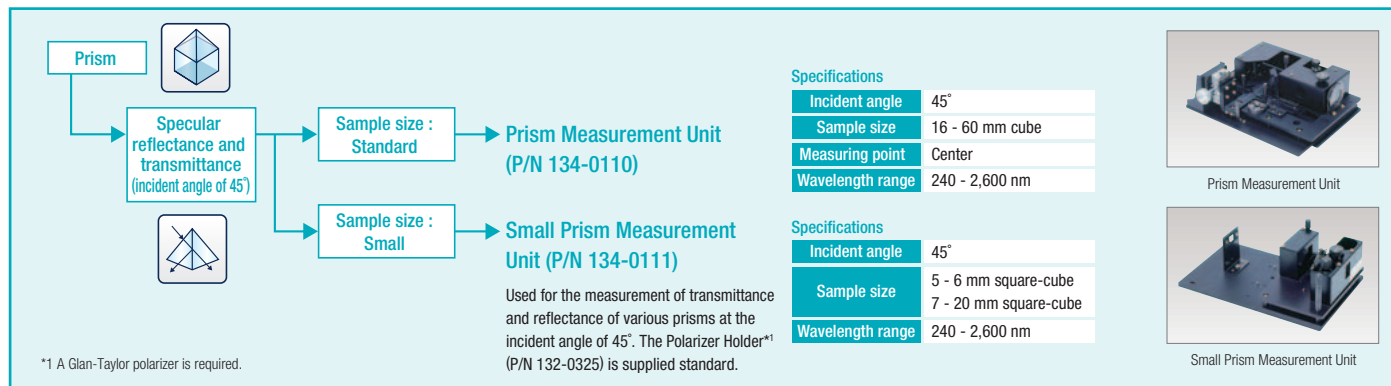 Prism
Specular
reflectance and
transmittance
(incident angle of 45˚)
Sample size :
Standard
Prism Measurement Unit
(P/N 134-0110)
Sample size :
Small
Small Prism Measurement
Unit (P/N 134-0111)
Used for the measurement of transmittance
and reflectance of various prisms at the
incident angle of 45˚. The Polarizer Holder*1
(P/N 132-0325) is supplied standard.
*1 A Glan-Taylor polarizer is required.
Specifications
Incident angle 45˚
Sample size 16 - 60 mm cube
Measuring point Center
Wavelength range 240 - 2,600 nm
Specifications
Incident angle 45˚
Sample size 5 - 6 mm square-cube
7 - 20 mm square-cube
Wavelength range 240 - 2,600 nm
Prism Measurement Unit
Small Prism Measurement Unit